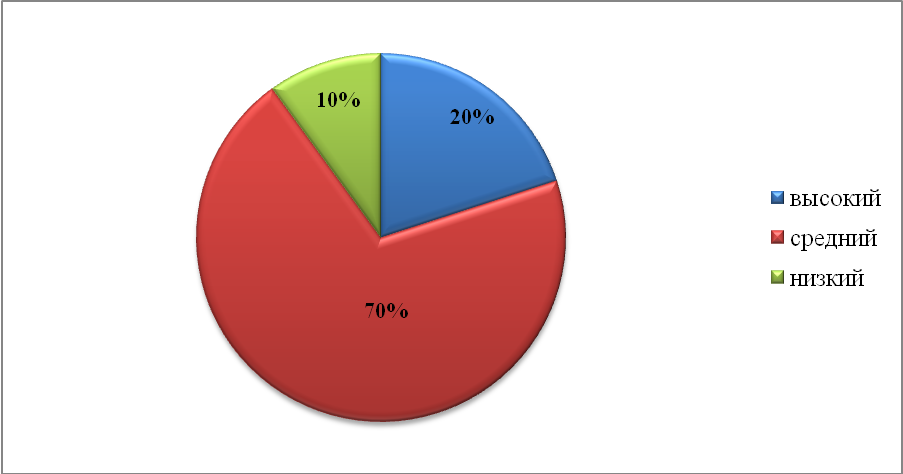 10%
20%
70%
высокий
средний
низкий